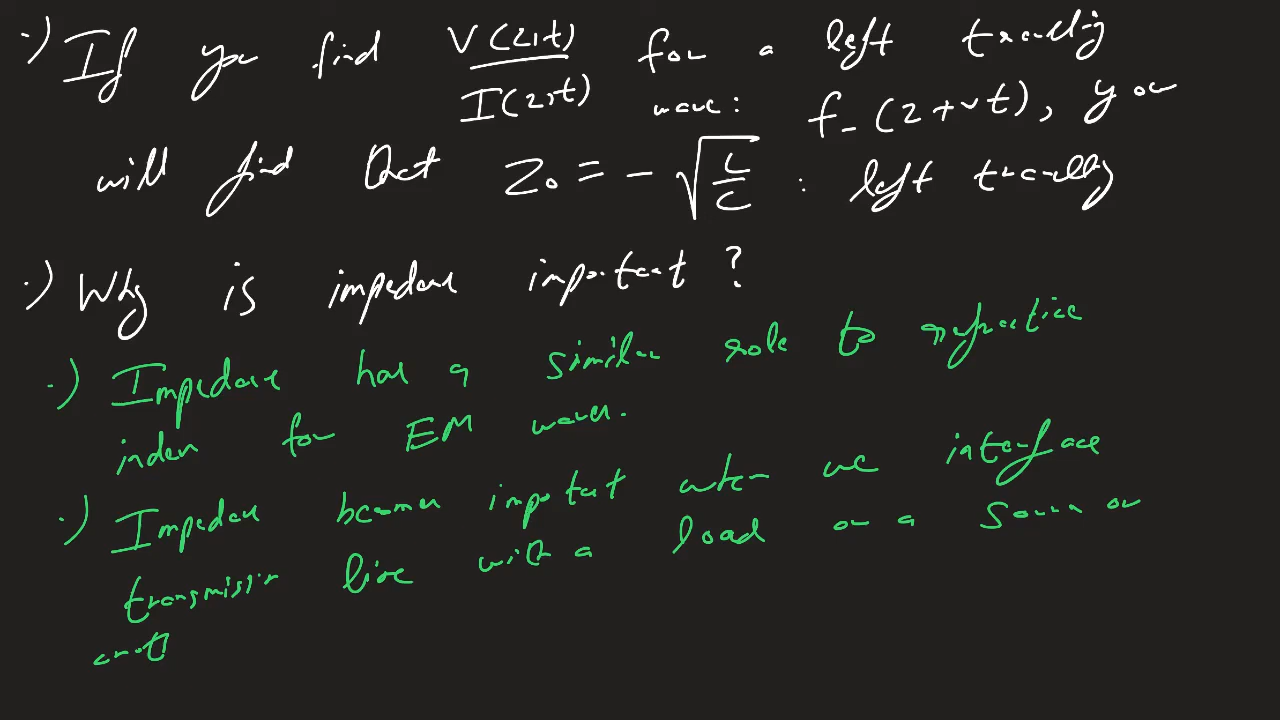 ·) If you find V(z,t)/I(z,t) for a left travelling
wave: f_-(z+vt), you
will find that Z₀ = -√(L/C) : left travelling
·) Why is impedance important?
·) Impedance has a similar role to refractive
index for EM waves.
·) Impedance becomes important when we interface
transmission line with a load or a source or
anoth